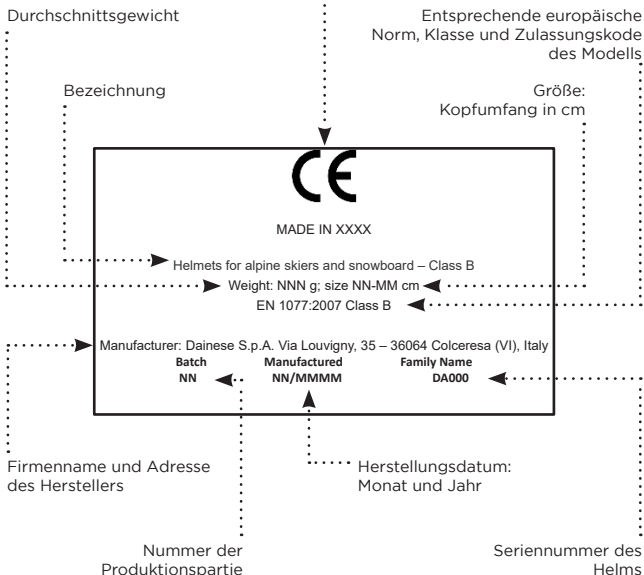 Durchschnittsgewicht
Entsprechende europäische
Norm, Klasse und Zulassungskode
des Modells
Bezeichnung
Größe:
Kopfumfang in cm
CE
MADE IN XXXX
Helmets for alpine skiers and snowboard – Class B
Weight: NNN g; size NN-MM cm
EN 1077:2007 Class B
Manufacturer: Dainese S.p.A. Via Louvigny, 35 – 36064 Colceresa (VI), Italy
Batch Manufactured Family Name
NN NN/MMMM DA000
Firmenname und Adresse
des Herstellers
Herstellungsdatum:
Monat und Jahr
Nummer der
Produktionspartie
Seriennummer des
Helms